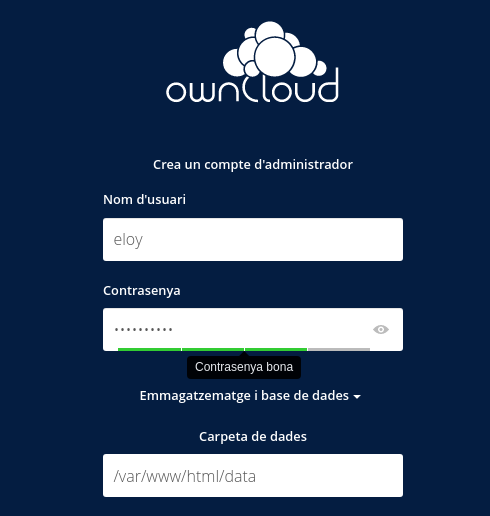 ownCloud
Crea un compte d'administrador
Nom d'usuari
eloy
Contrasenya
••••••••••
Contrasenya bona
Emmagatzematge i base de dades
Carpeta de dades
/var/www/html/data